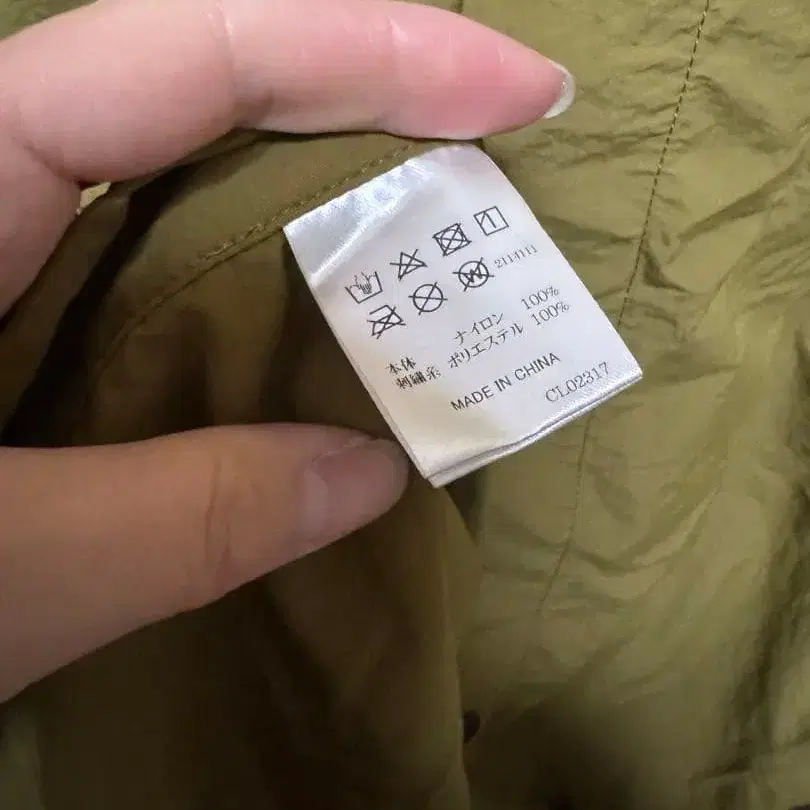 2114111
本体 ナイロン 100%
刺繍糸 ポリエステル 100%
MADE IN CHINA
CL02317